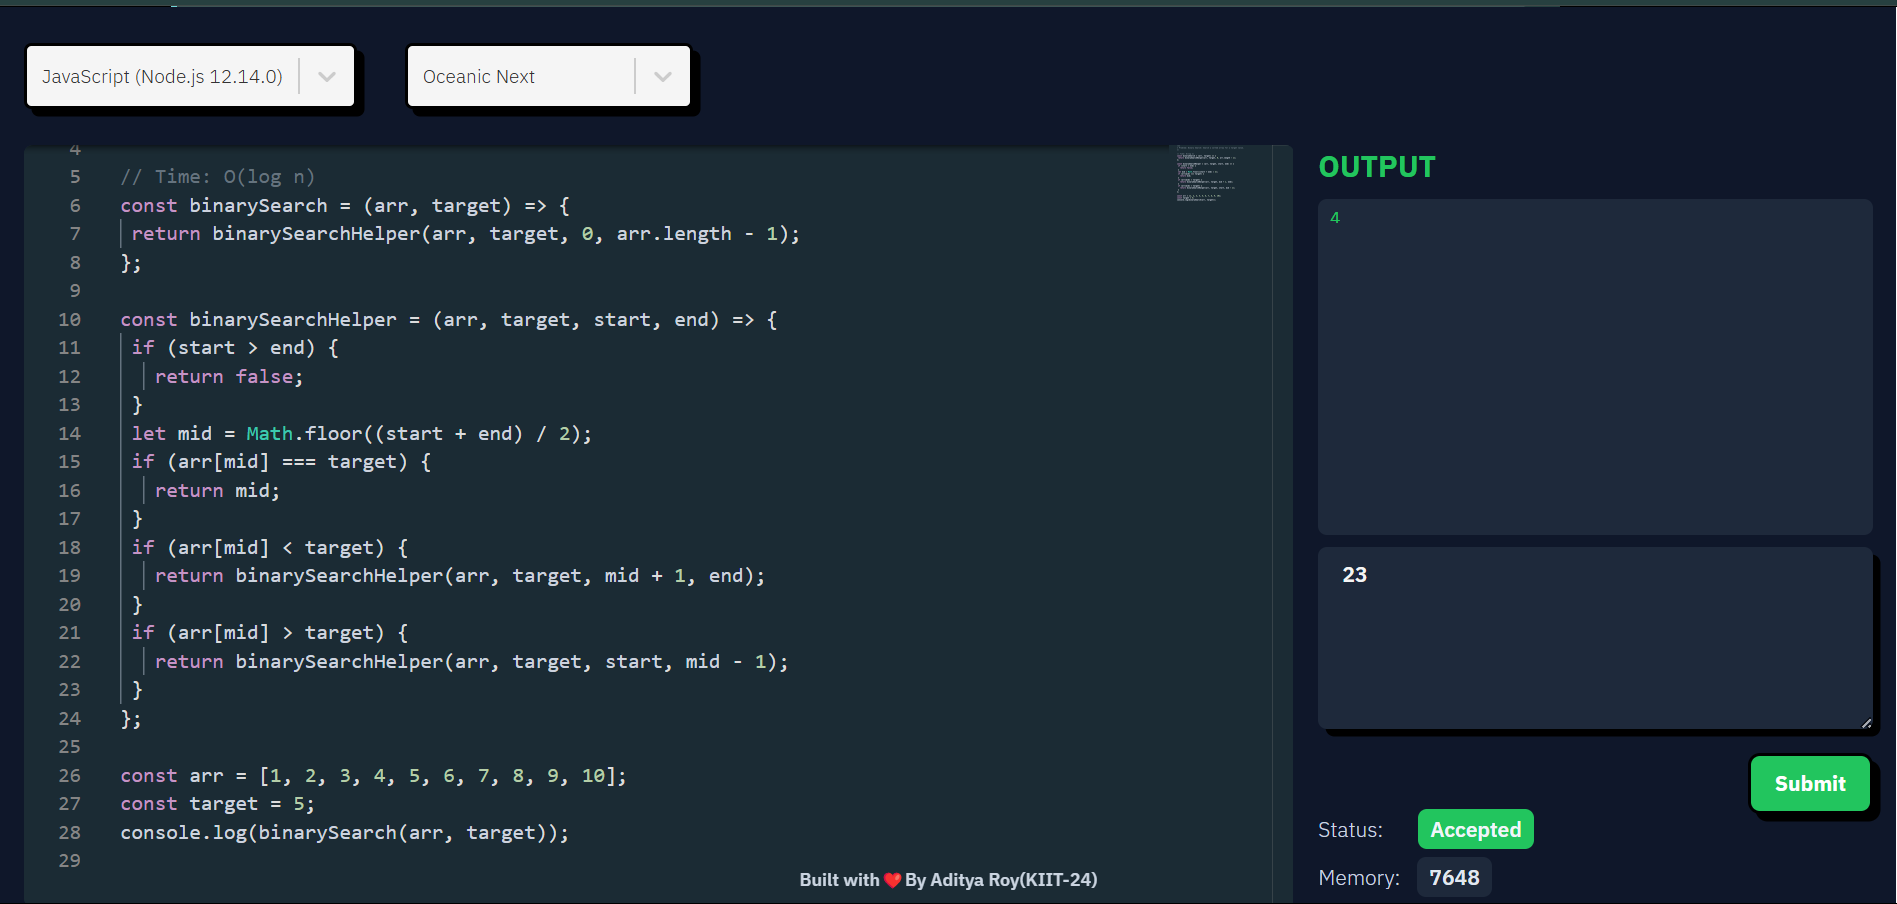 JavaScript (Node.js 12.14.0)
Oceanic Next
4
5 // Time: O(log n)
6 const binarySearch = (arr, target) => {
7 return binarySearchHelper(arr, target, 0, arr.length - 1);
8 };
9
10 const binarySearchHelper = (arr, target, start, end) => {
11 if (start > end) {
12 return false;
13 }
14 let mid = Math.floor((start + end) / 2);
15 if (arr[mid] === target) {
16 return mid;
17 }
18 if (arr[mid] < target) {
19 return binarySearchHelper(arr, target, mid + 1, end);
20 }
21 if (arr[mid] > target) {
22 return binarySearchHelper(arr, target, start, mid - 1);
23 }
24 };
25
26 const arr = [1, 2, 3, 4, 5, 6, 7, 8, 9, 10];
27 const target = 5;
28 console.log(binarySearch(arr, target));
29
OUTPUT
4
23
Submit
Status: Accepted
Memory: 7648
Built with ❤️ By Aditya Roy(KIIT-24)